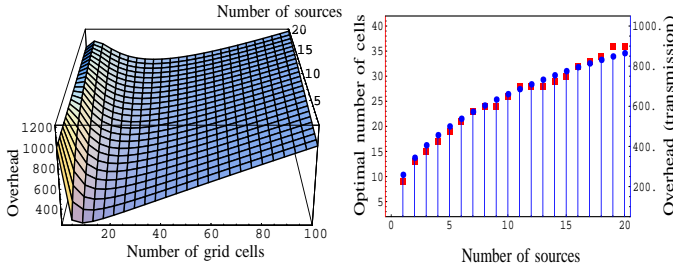 Number of sources
20
15
10
5
1200
1000
800
600
400
Overhead
20 40 60 80 100
Number of grid cells
Optimal number of cells
40
35
30
25
20
15
10
5
0 5 10 15 20
Number of sources
1000.
800.
600.
400.
200.
Overhead (transmission)